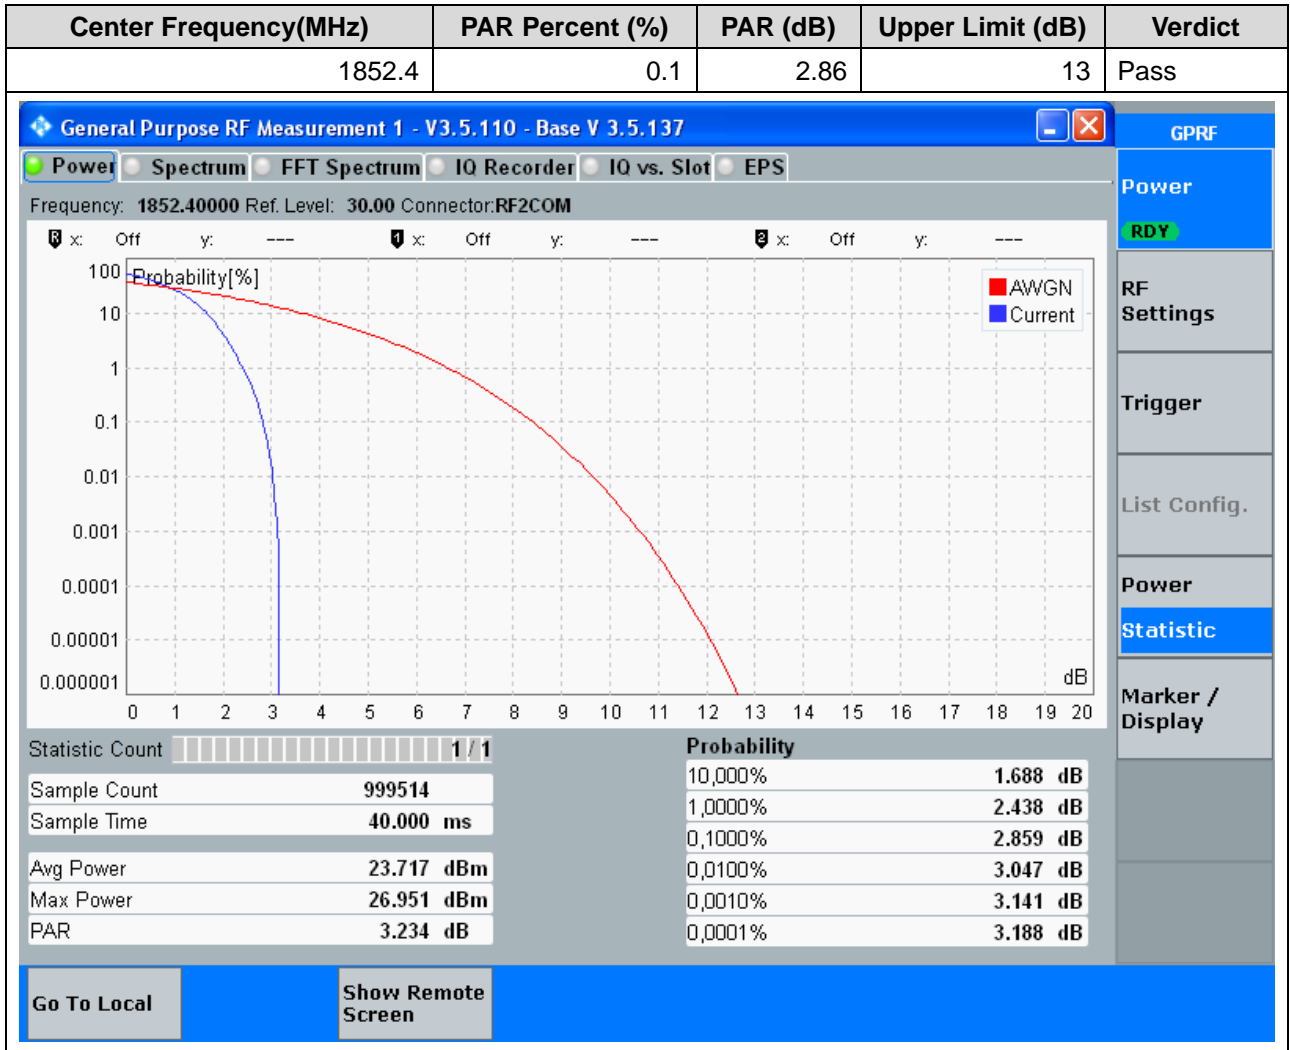 Center Frequency(MHz) PAR Percent (%) PAR (dB) Upper Limit (dB) Verdict
1852.4 0.1 2.86 13 Pass
General Purpose RF Measurement 1 - V3.5.110 - Base V 3.5.137
GPRF
Power Spectrum FFT Spectrum IQ Recorder IQ vs. Slot EPS
Frequency: 1852.40000 Ref. Level: 30.00 Connector:RF2COM
R x: Off y: --- 1 x: Off y: --- 2 x: Off y: ---
Probability[%]
AWGN
Current
100
10
1
0.1
0.01
0.001
0.0001
0.00001
0.000001
dB
0 1 2 3 4 5 6 7 8 9 10 11 12 13 14 15 16 17 18 19 20
Statistic Count 1 / 1
Sample Count 999514
Sample Time 40.000 ms
Avg Power 23.717 dBm
Max Power 26.951 dBm
PAR 3.234 dB
Probability
10,000% 1.688 dB
1,0000% 2.438 dB
0,1000% 2.859 dB
0,0100% 3.047 dB
0,0010% 3.141 dB
0,0001% 3.188 dB
Power
RDY
RF
Settings
Trigger
List Config.
Power
Statistic
Marker /
Display
Go To Local
Show Remote
Screen